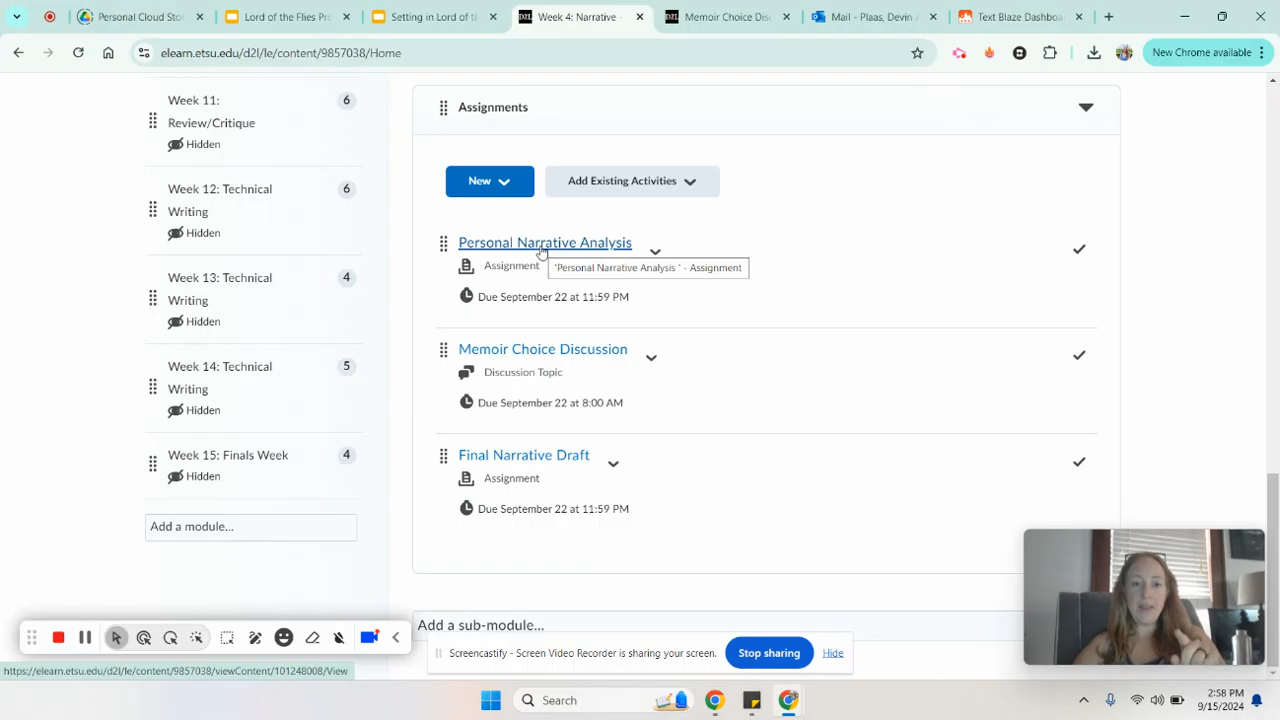 Personal Cloud Sto
Lord of the Flies Pro
Setting in Lord of th
Week 4: Narrative -
Memoir Choice Disc
Mail - Plaas, Devin A
Text Blaze Dashboa
elearn.etsu.edu/d2l/le/content/9857038/Home
New Chrome available
Week 11:
Review/Critique
6
Hidden
Week 12: Technical
Writing
6
Hidden
Week 13: Technical
Writing
4
Hidden
Week 14: Technical
Writing
5
Hidden
Week 15: Finals Week
4
Hidden
Add a module...
Assignments
New
Add Existing Activities
Personal Narrative Analysis
Assignment
'Personal Narrative Analysis ' - Assignment
Due September 22 at 11:59 PM
Memoir Choice Discussion
Discussion Topic
Due September 22 at 8:00 AM
Final Narrative Draft
Assignment
Due September 22 at 11:59 PM
Add a sub-module...
Screencastify - Screen Video Recorder is sharing your screen.
Stop sharing
Hide
https://elearn.etsu.edu/d2l/le/content/9857038/viewContent/101248008/View
Search
2:58 PM
9/15/2024